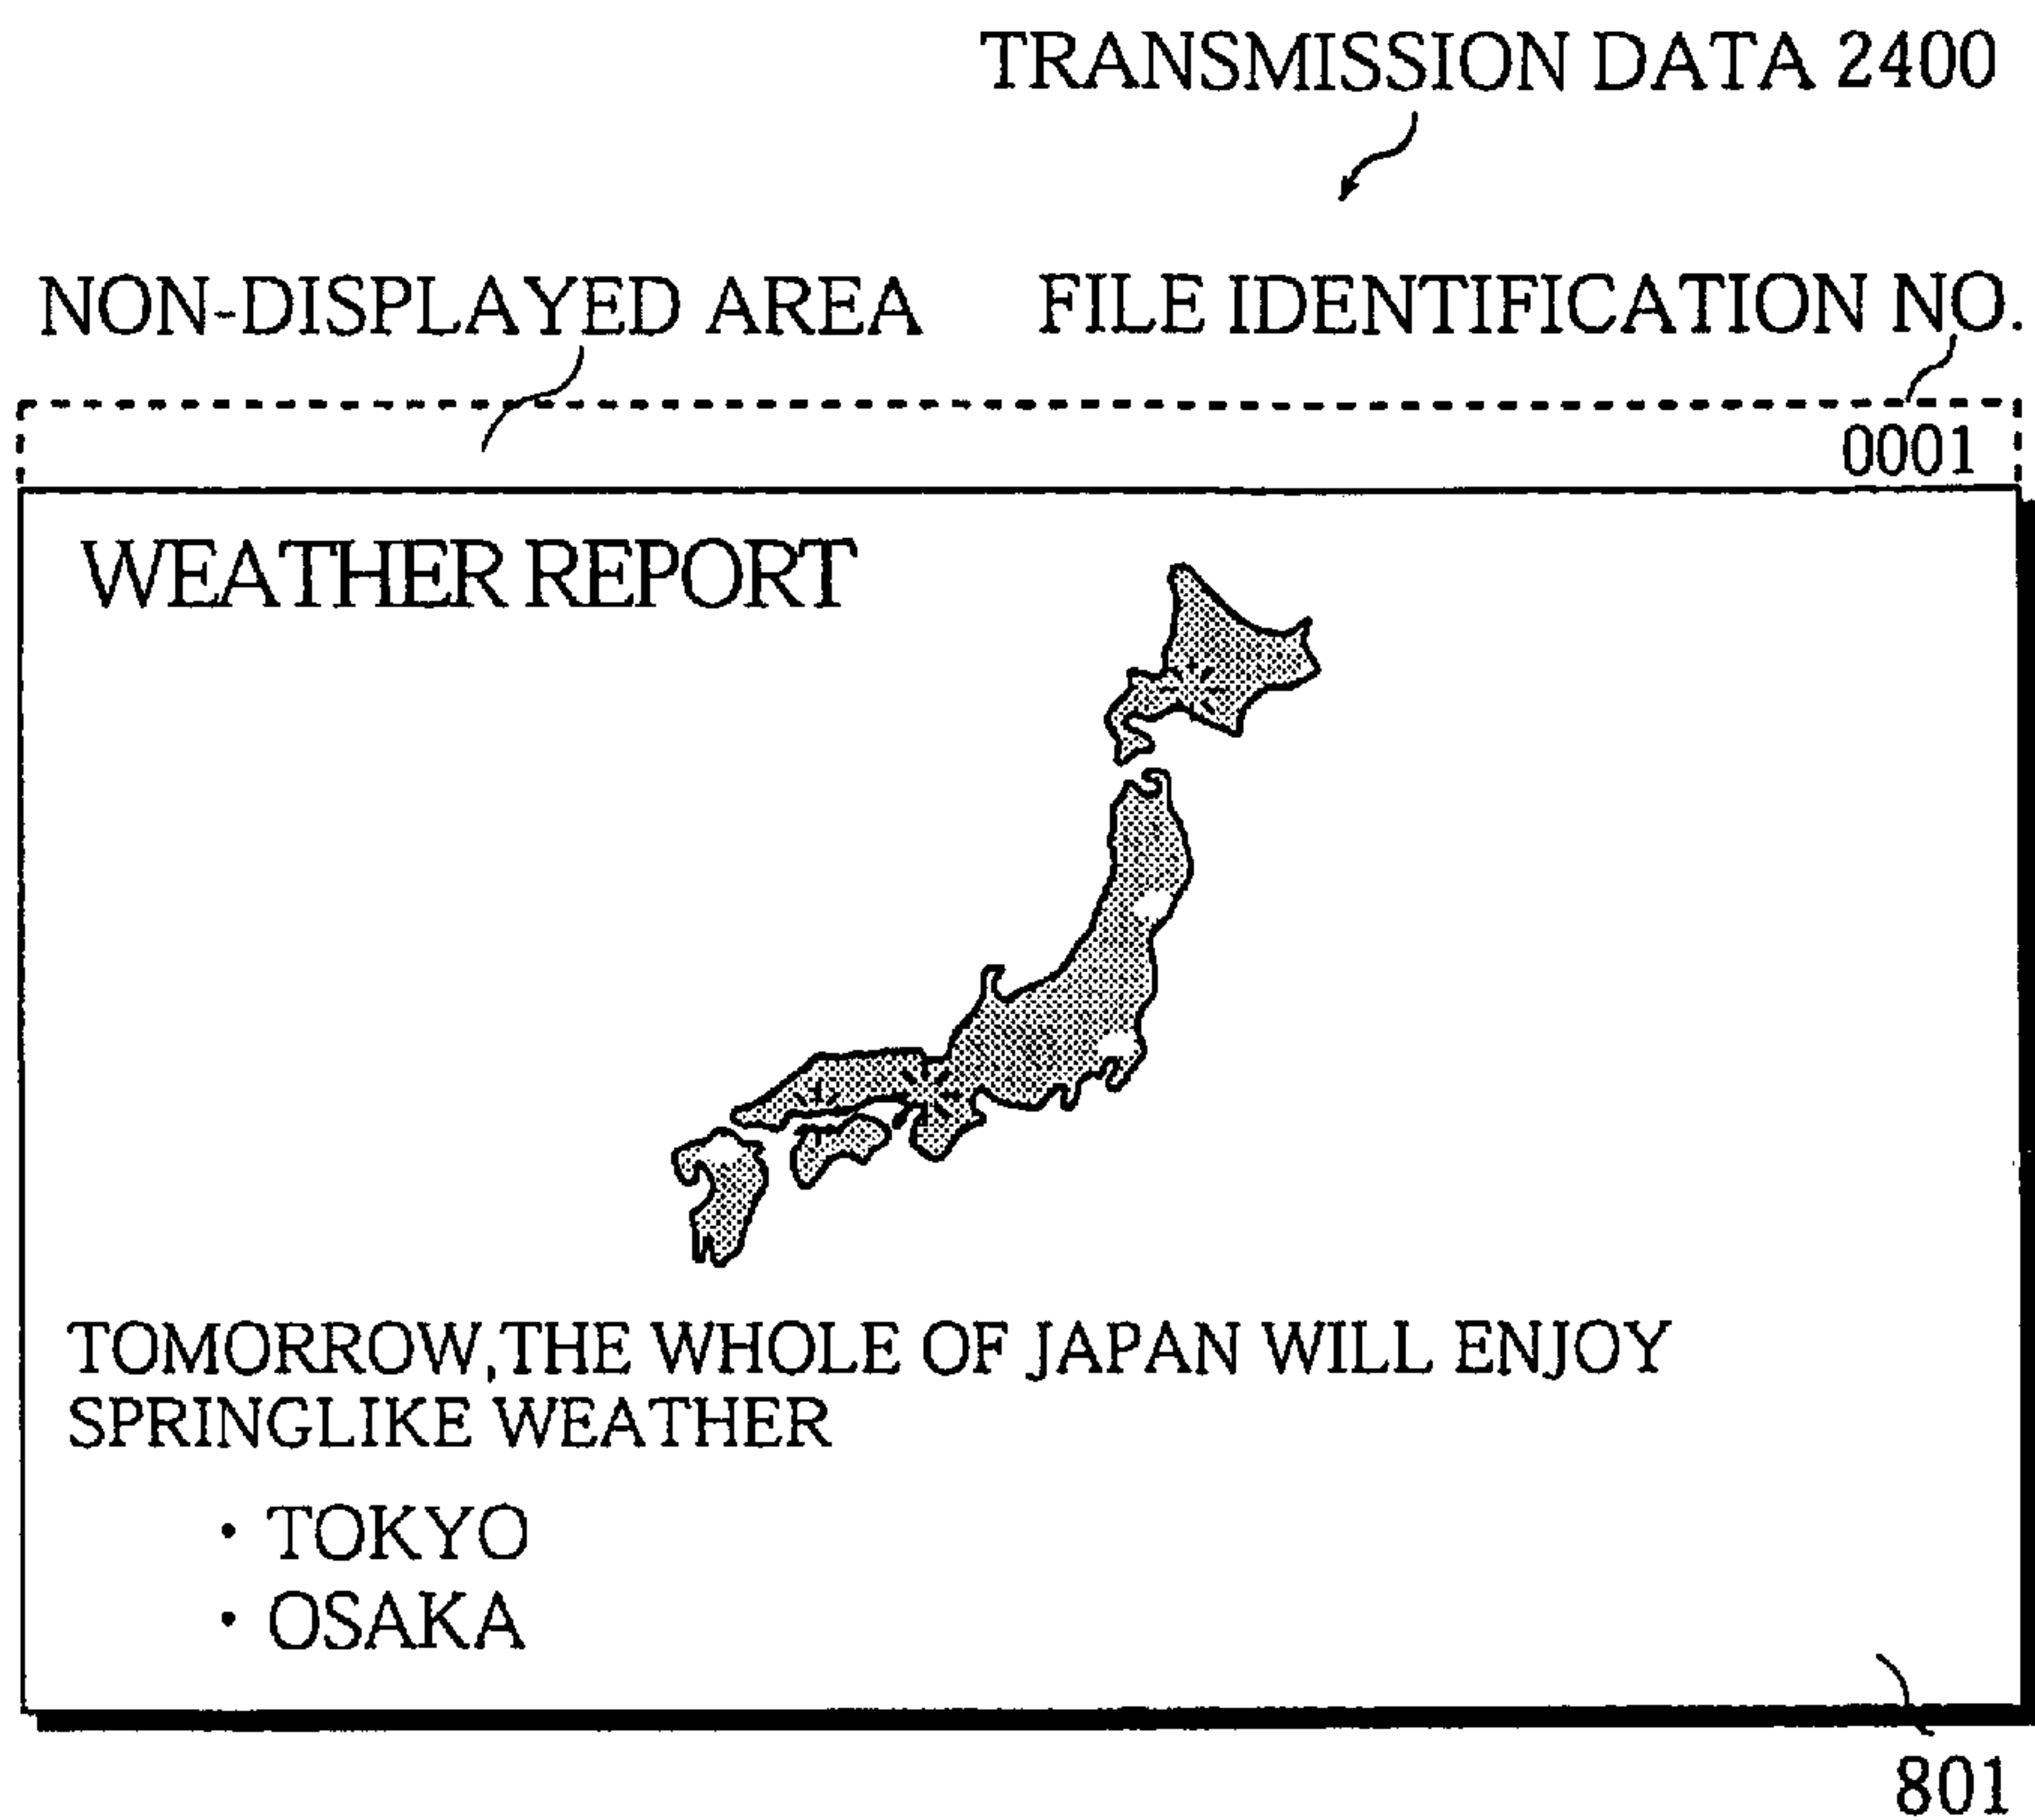 TRANSMISSION DATA 2400
NON-DISPLAYED AREA
FILE IDENTIFICATION NO.
0001
WEATHER REPORT
TOMORROW,THE WHOLE OF JAPAN WILL ENJOY
SPRINGLIKE WEATHER
・TOKYO
・OSAKA
801